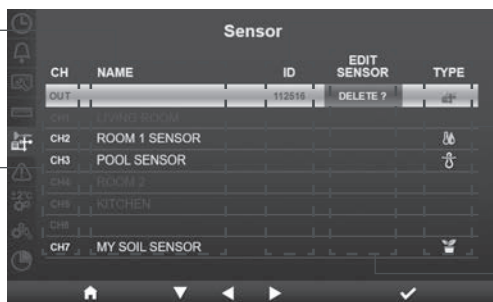 Sensor
CH NAME ID EDIT SENSOR TYPE
OUT 112516 DELETE ?
CH1 LIVING ROOM
CH2 ROOM 1 SENSOR
CH3 POOL SENSOR
CH4 ROOM 2
CH5 KITCHEN
CH6
CH7 MY SOIL SENSOR